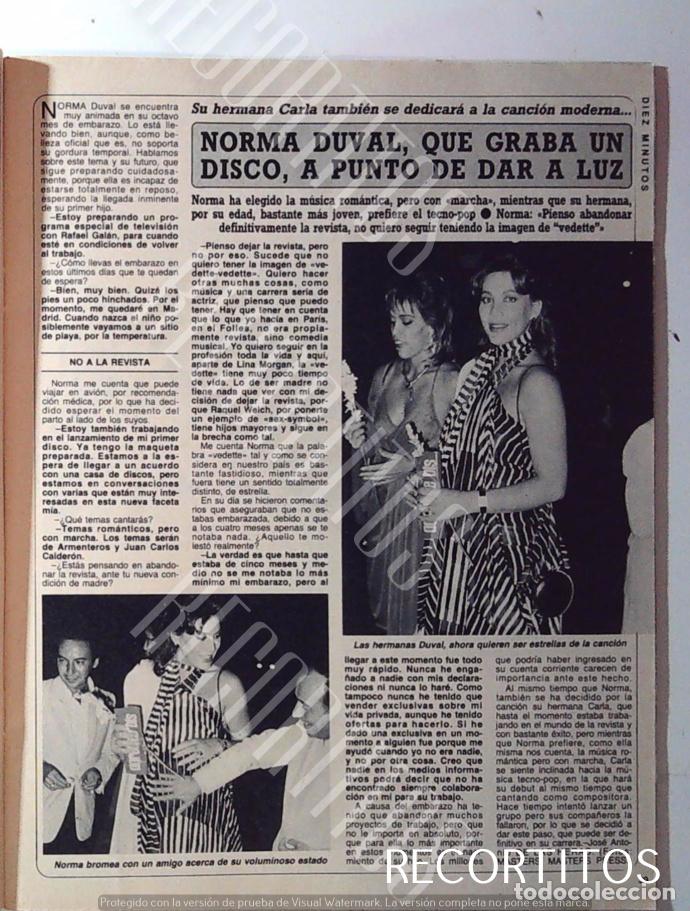 Su hermana Carla también se dedicará a la canción moderna...
NORMA DUVAL, QUE GRABA UN
DISCO, A PUNTO DE DAR A LUZ
Norma ha elegido la música romántica, pero con «marcha», mientras que su hermana,
por su edad, bastante más joven, prefiere el tecno-pop ● Norma: «Pienso abandonar
definitivamente la revista, no quiero seguir teniendo la imagen de "vedette"»
DIEZ MINUTOS
NORMA Duval se encuentra
muy animada en su octavo
mes de embarazo. Lo está lle-
vando bien, aunque, como be-
lleza oficial que es, no soporta
su gordura temporal. Hablamos
sobre este tema y su futuro, que
sigue preparando cuidadosa-
mente, porque ella es incapaz de
estarse totalmente en reposo,
esperando la llegada inminente
de su primer hijo.
–Estoy preparando un pro-
grama especial de televisión
con Rafael Galán, para cuando
esté en condiciones de volver
al trabajo.
–¿Cómo llevas el embarazo en
estos últimos días que te quedan
de espera?
–Bien, muy bien. Quizá los
pies un poco hinchados. Por el
momento, me quedaré en Ma-
drid. Cuando nazca el niño po-
siblemente vayamos a un sitio
de playa, por la temperatura.
NO A LA REVISTA
Norma me cuenta que puede
viajar en avión, por recomenda-
ción médica, por lo que ha de-
cidido esperar el momento del
parto al lado de los suyos.
–Estoy también trabajando
en el lanzamiento de mi primer
disco. Ya tengo la maqueta
preparada. Estamos a la es-
pera de llegar a un acuerdo
con una casa de discos, pero
estamos en conversaciones
con varias que están muy inte-
resadas en esta nueva faceta
mía.
–¿Qué temas cantarás?
–Temas románticos, pero
con marcha. Los temas serán
de Armenteros y Juan Carlos
Calderón.
–¿Estás pensando en abando-
nar la revista, ante tu nueva con-
dición de madre?
–Pienso dejar la revista, pero
no por eso. Sucede que no
quiero tener la imagen de «ve-
dette-vedette». Quiero hacer
otras muchas cosas, como
música y una carrera seria de
actriz, que pienso que puedo
tener. Hay que tener en cuenta
que lo que yo hacía en París,
en el Folies, no era propia-
mente revista, sino comedia
musical. Yo quiero seguir en la
profesión toda la vida y aquí,
aparte de Lina Morgan, la «ve-
dette» tiene muy poco tiempo
de vida. Lo de ser madre no
tiene nada que ver con mi de-
cisión de dejar la revista, por-
que Raquel Welch, por ponerte
un ejemplo de «sex-symbol»,
tiene hijos mayores y sigue en
la brecha como tal.
Me cuenta Norma que la pala-
bra «vedette» tal y como se con-
sidera en nuestro país es bas-
tante fastidioso, mientras que
fuera tiene un sentido totalmente
distinto, de estrella.
En su día se hicieron comenta-
rios que aseguraban que no es-
tabas embarazada, debido a que
a los cuatro meses apenas se te
notaba nada. ¿Aquello te mo-
lestó realmente?
–La verdad es que hasta que
estaba de cinco meses y me-
dio no se me notaba lo más
mínimo mi embarazo, pero al
Las hermanas Duval, ahora quieren ser estrellas de la canción
Norma bromea con un amigo acerca de su voluminoso estado
llegar a este momento fue todo
muy rápido. Nunca he enga-
ñado a nadie con mis declara-
ciones ni nunca lo haré. Como
tampoco nunca he tenido que
vender exclusivas sobre mi
vida privada, aunque he tenido
ofertas para hacerlo. Si he
dado una exclusiva en un mo-
mento a alguien fue porque me
ayudó cuando yo no era nadie,
y no por otra cosa. Creo que
nadie en los medios informati-
vos podrá decir que no ha
encontrado siempre colabora-
ción en mí para su trabajo.
A causa del embarazo ha te-
nido que abandonar muchos
proyectos de trabajo, pero que
no le importa en absoluto, por-
que para ella lo más importante
en estos momentos es el naci-
miento de su hijo y los millones
que podría haber ingresado en
su cuenta corriente carecen de
importancia ante este hecho.
Al mismo tiempo que Norma,
también se ha decidido por la
canción su hermana Carla, que
hasta el momento estaba traba-
jando en el mundo de la revista y
con bastante éxito, pero mientras
que Norma prefiere, como ella
misma nos cuenta, la música ro-
mántica pero con marcha, Carla
se siente inclinada hacia la mú-
sica tecno-pop, en la que hará
su debut al mismo tiempo que
cantando como compositora.
Hace tiempo intentó lanzar un
grupo pero sus compañeros la
fallaron, por lo que se decidió a
dar este paso, que puede ser de-
finitivo en su carrera.–José Anto-
RECORTITOS
todocoleccion
Protegido con la versión de prueba de Visual Watermark. La versión completa no pone esta marca.